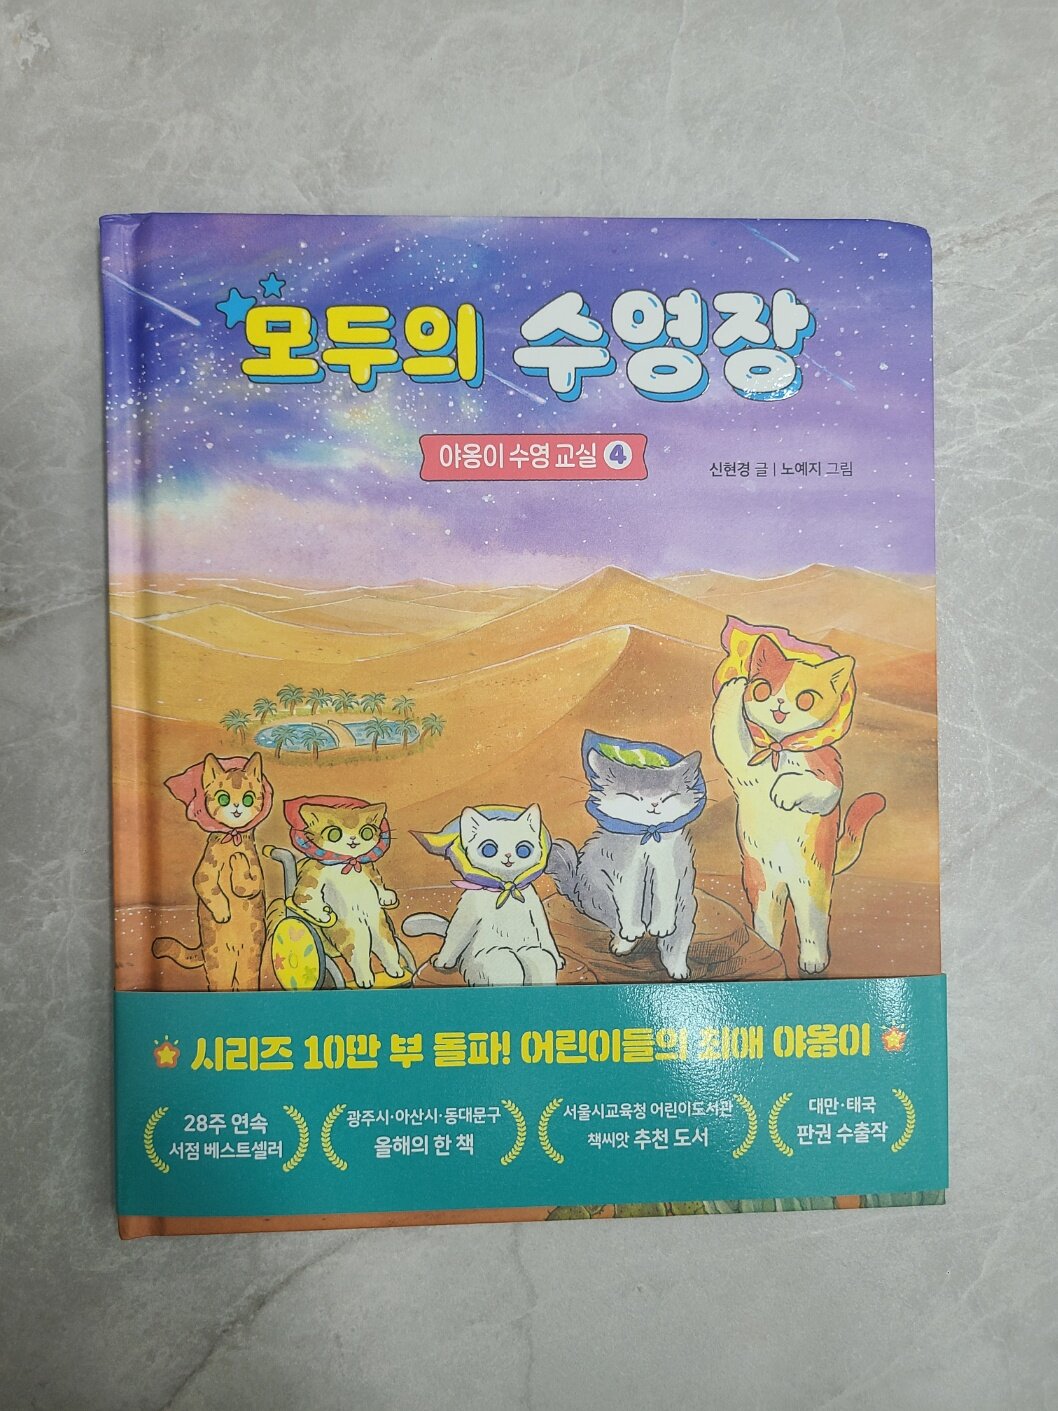 모두의 수영장
야옹이 수영 교실 4
신현경 글 | 노예지 그림
시리즈 10만 부 돌파! 어린이들의 최애 야옹이
28주 연속
서점 베스트셀러
광주시·아산시·동대문구
올해의 한 책
서울시교육청 어린이도서관
책씨앗 추천 도서
대만·태국
판권 수출작